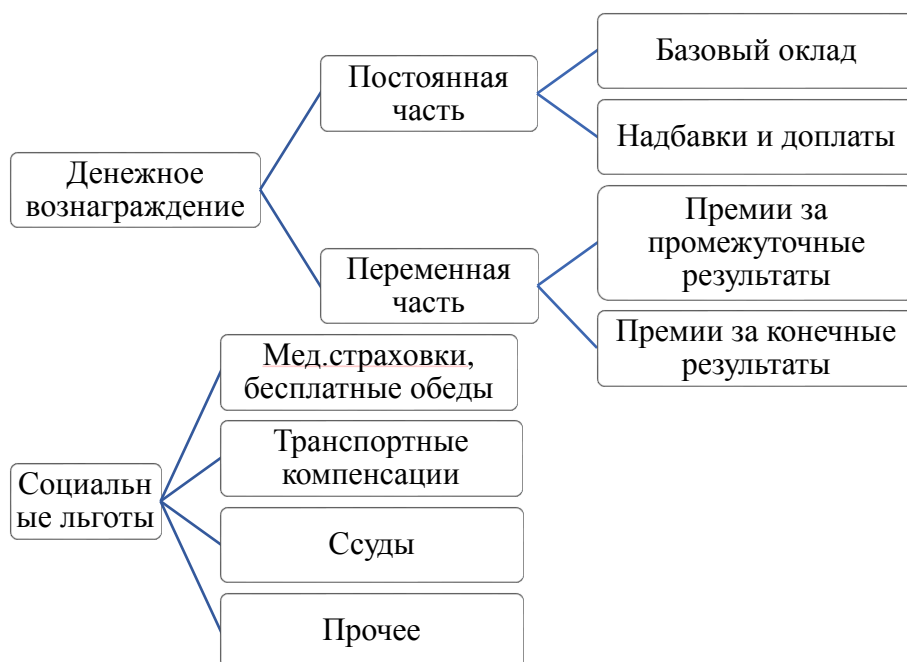 Базовый оклад
Постоянная
часть
Надбавки и доплаты
Денежное
вознаграждение
Премии за
промежуточные
результаты
Переменная
часть
Премии за конечные
результаты
Мед.страховки,
бесплатные обеды
Транспортные
компенсации
Социальн
ые льготы
Ссуды
Прочее